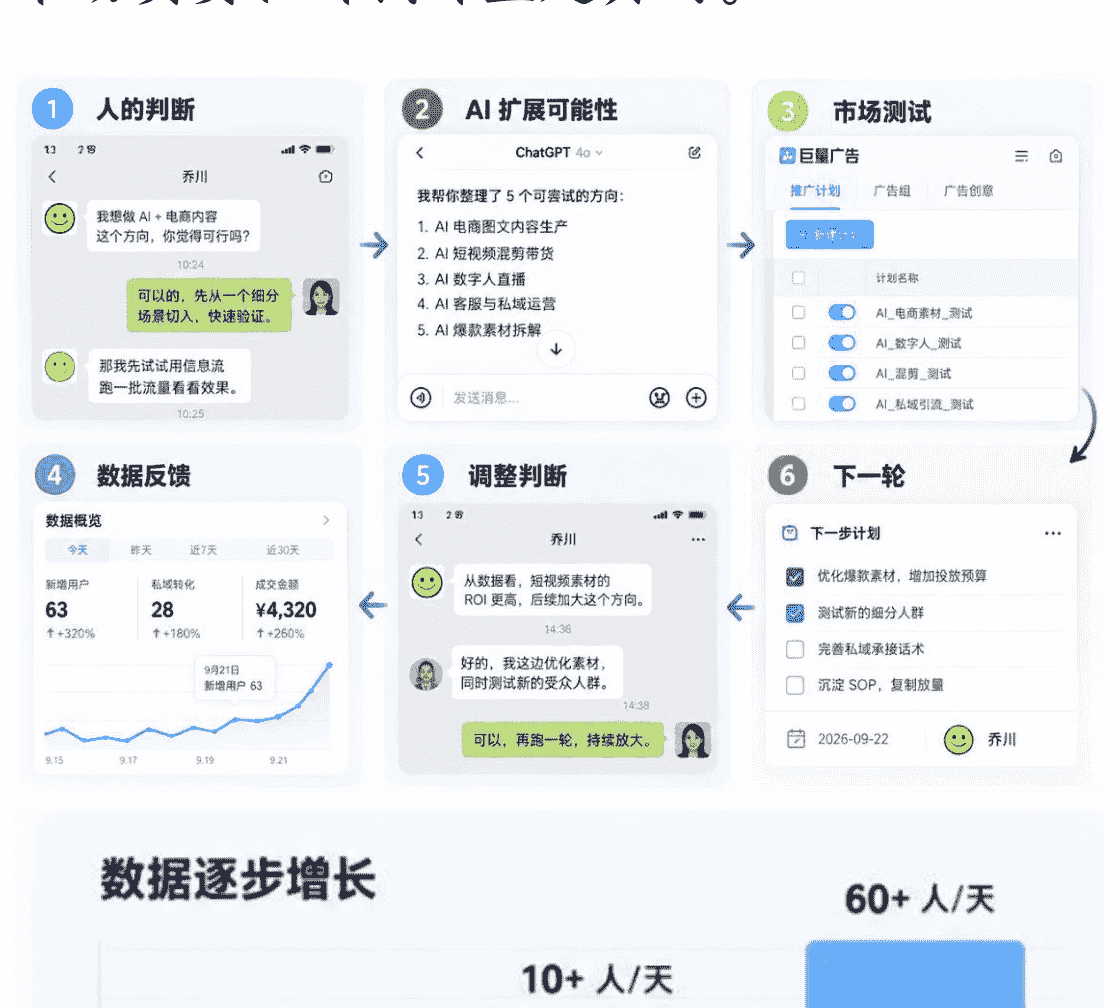 1 人的判断
乔川
我想做 AI + 电商内容
这个方向，你觉得可行吗？
10:24
可以的，先从一个细分
场景切入，快速验证。
那我先试试用信息流
跑一批流量看看效果。
10:25
2 AI 扩展可能性
ChatGPT 4o
我帮你整理了 5 个可尝试的方向：
1. AI 电商图文内容生产
2. AI 短视频混剪带货
3. AI 数字人直播
4. AI 客服与私域运营
5. AI 爆款素材拆解
发送消息...
3 市场测试
巨量广告
推广计划 广告组 广告创意
计划名称
AI_电商素材_测试
AI_数字人_测试
AI_混剪_测试
AI_私域引流_测试
4 数据反馈
数据概览
今天 昨天 近7天 近30天
新增用户 私域转化 成交金额
63 28 ¥4,320
↑+320% ↑+180% ↑+260%
9月21日
新增用户 63
9.15 9.17 9.19 9.21
5 调整判断
乔川
从数据看，短视频素材的
ROI 更高，后续加大这个方向。
14:36
好的，我这边优化素材，
同时测试新的受众人群。
14:38
可以，再跑一轮，持续放大。
6 下一轮
下一步计划
优化爆款素材，增加投放预算
测试新的细分人群
完善私域承接话术
沉淀 SOP，复制放量
2026-09-22 乔川
数据逐步增长
60+ 人/天
10+ 人/天